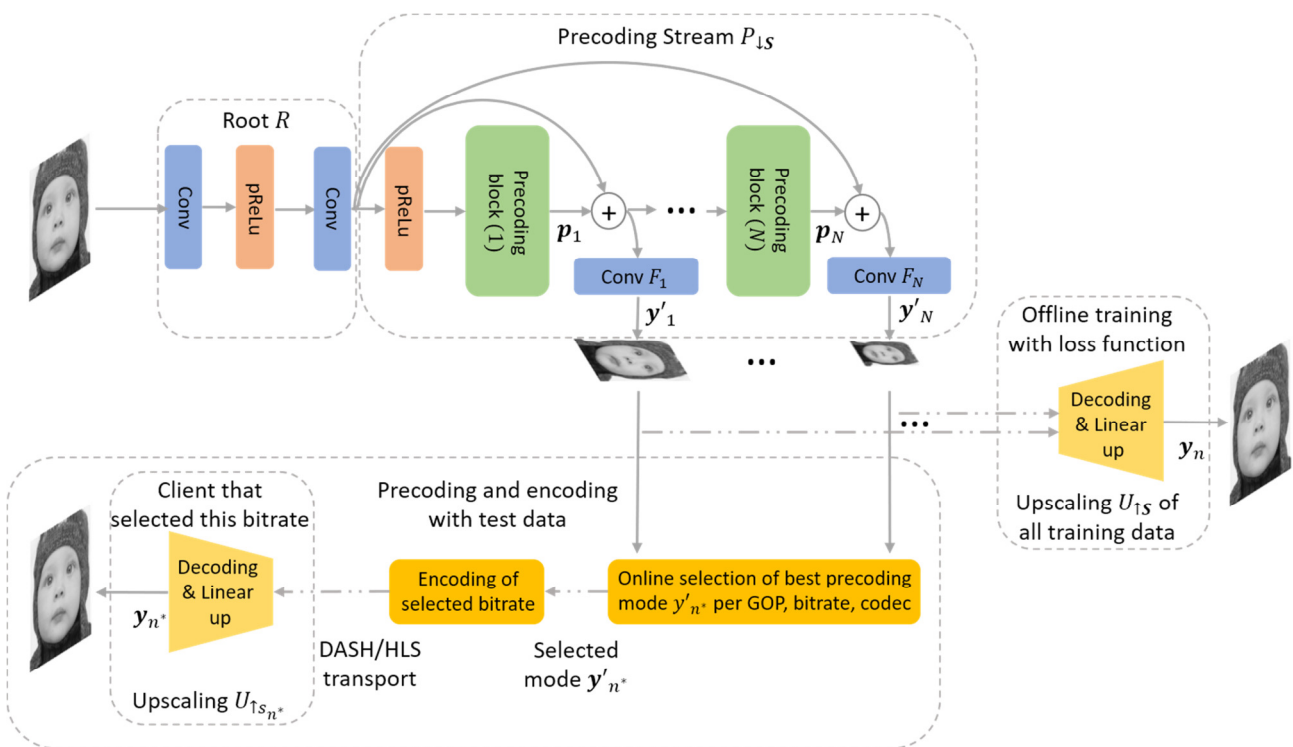 Precoding Stream P↓S
Root R
Conv
pReLu
Conv
pReLu
Precoding
block (1)
p1
+
...
Precoding
block (N)
pN
+
Conv F1
Conv FN
y′1
y′N
...
Offline training
with loss function
Decoding
& Linear
up
yn
Upscaling U↑S of
all training data
...
Client that
selected this bitrate
Decoding
& Linear
up
yn*
Upscaling U↑sn*
Precoding and encoding
with test data
Encoding of
selected bitrate
DASH/HLS
transport
Selected
mode y′n*
Online selection of best precoding
mode y′n* per GOP, bitrate, codec